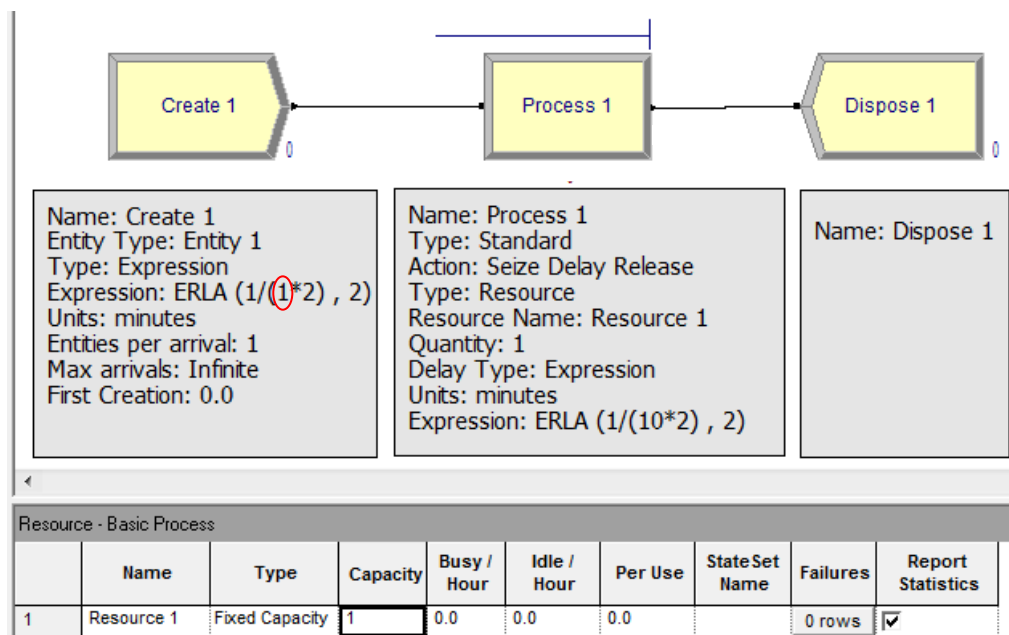 Create 1
0
Process 1
Dispose 1
0
Name: Create 1
Entity Type: Entity 1
Type: Expression
Expression: ERLA (1/(1*2) , 2)
Units: minutes
Entities per arrival: 1
Max arrivals: Infinite
First Creation: 0.0
Name: Process 1
Type: Standard
Action: Seize Delay Release
Type: Resource
Resource Name: Resource 1
Quantity: 1
Delay Type: Expression
Units: minutes
Expression: ERLA (1/(10*2) , 2)
Name: Dispose 1
Resource - Basic Process
Name Type Capacity Busy / Hour Idle / Hour Per Use StateSet Name Failures Report Statistics
1 Resource 1 Fixed Capacity 1 0.0 0.0 0.0 0 rows